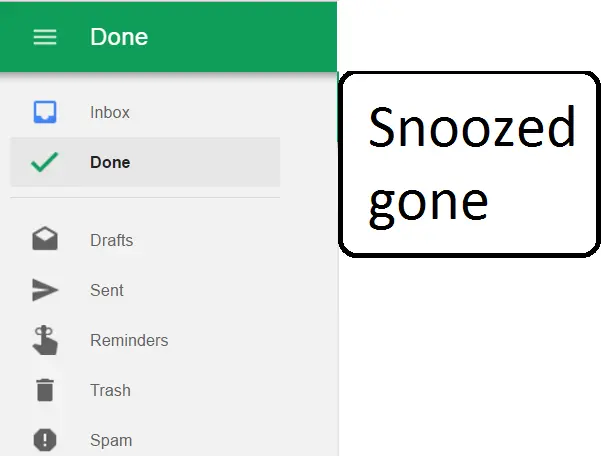 Done
Inbox
Done
Snoozed
gone
Drafts
Sent
Reminders
Trash
Spam